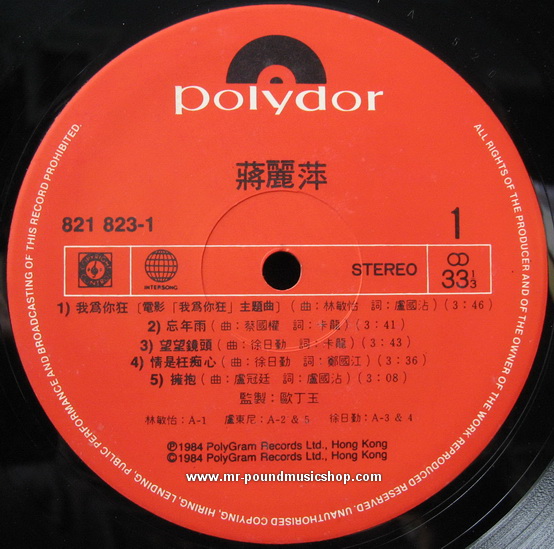 polydor
蔣麗萍
821 823-1
1
INTERSONG
STEREO
33 1/3
1) 我爲你狂〔電影「我爲你狂」主題曲〕(曲:林敏怡 詞:盧國沾)(3:46)
2) 忘年雨(曲:蔡國權 詞:卡龍)(3:41)
3) 望望鏡頭(曲:徐日勤 詞:卡龍)(3:43)
4) 情是枉痴心(曲:徐日勤 詞:鄭國江)(3:36)
5) 擁抱(曲:盧冠廷 詞:盧國沾)(3:08)
監製:歐丁玉
林敏怡:A-1 盧東尼:A-2 & 5 徐日勤:A-3 & 4
℗1984 PolyGram Records Ltd., Hong Kong
©1984 PolyGram Records Ltd., Hong Kong
www.mr-poundmusicshop.com
ALL RIGHTS OF THE PRODUCER AND OF THE OWNER OF THE WORK REPRODUCED RESERVED. UNAUTHORISED COPYING, HIRING, LENDING, PUBLIC PERFORMANCE AND BROADCASTING OF THIS RECORD PROHIBITED.